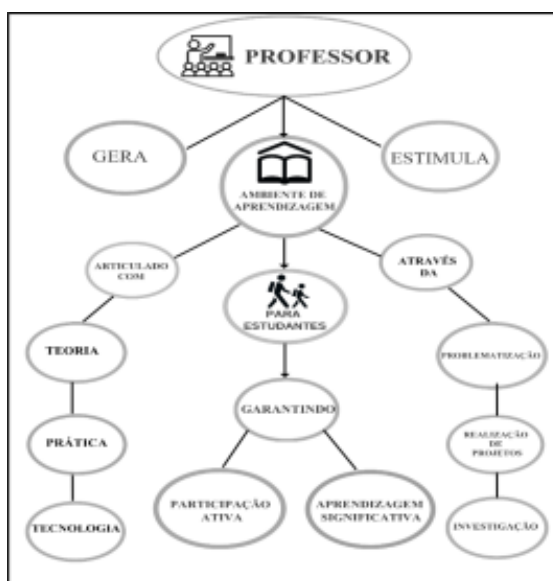 PROFESSOR
GERA
ESTIMULA
AMBIENTE DE
APRENDIZAGEM
ARTICULADO
COM
ATRAVÉS
DA
PARA
ESTUDANTES
TEORIA
PROBLEMATIZAÇÃO
GARANTINDO
PRÁTICA
REALIZAÇÃO
DE
PROJETOS
PARTICIPAÇÃO
ATIVA
APRENDIZAGEM
SIGNIFICATIVA
TECNOLOGIA
INVESTIGAÇÃO